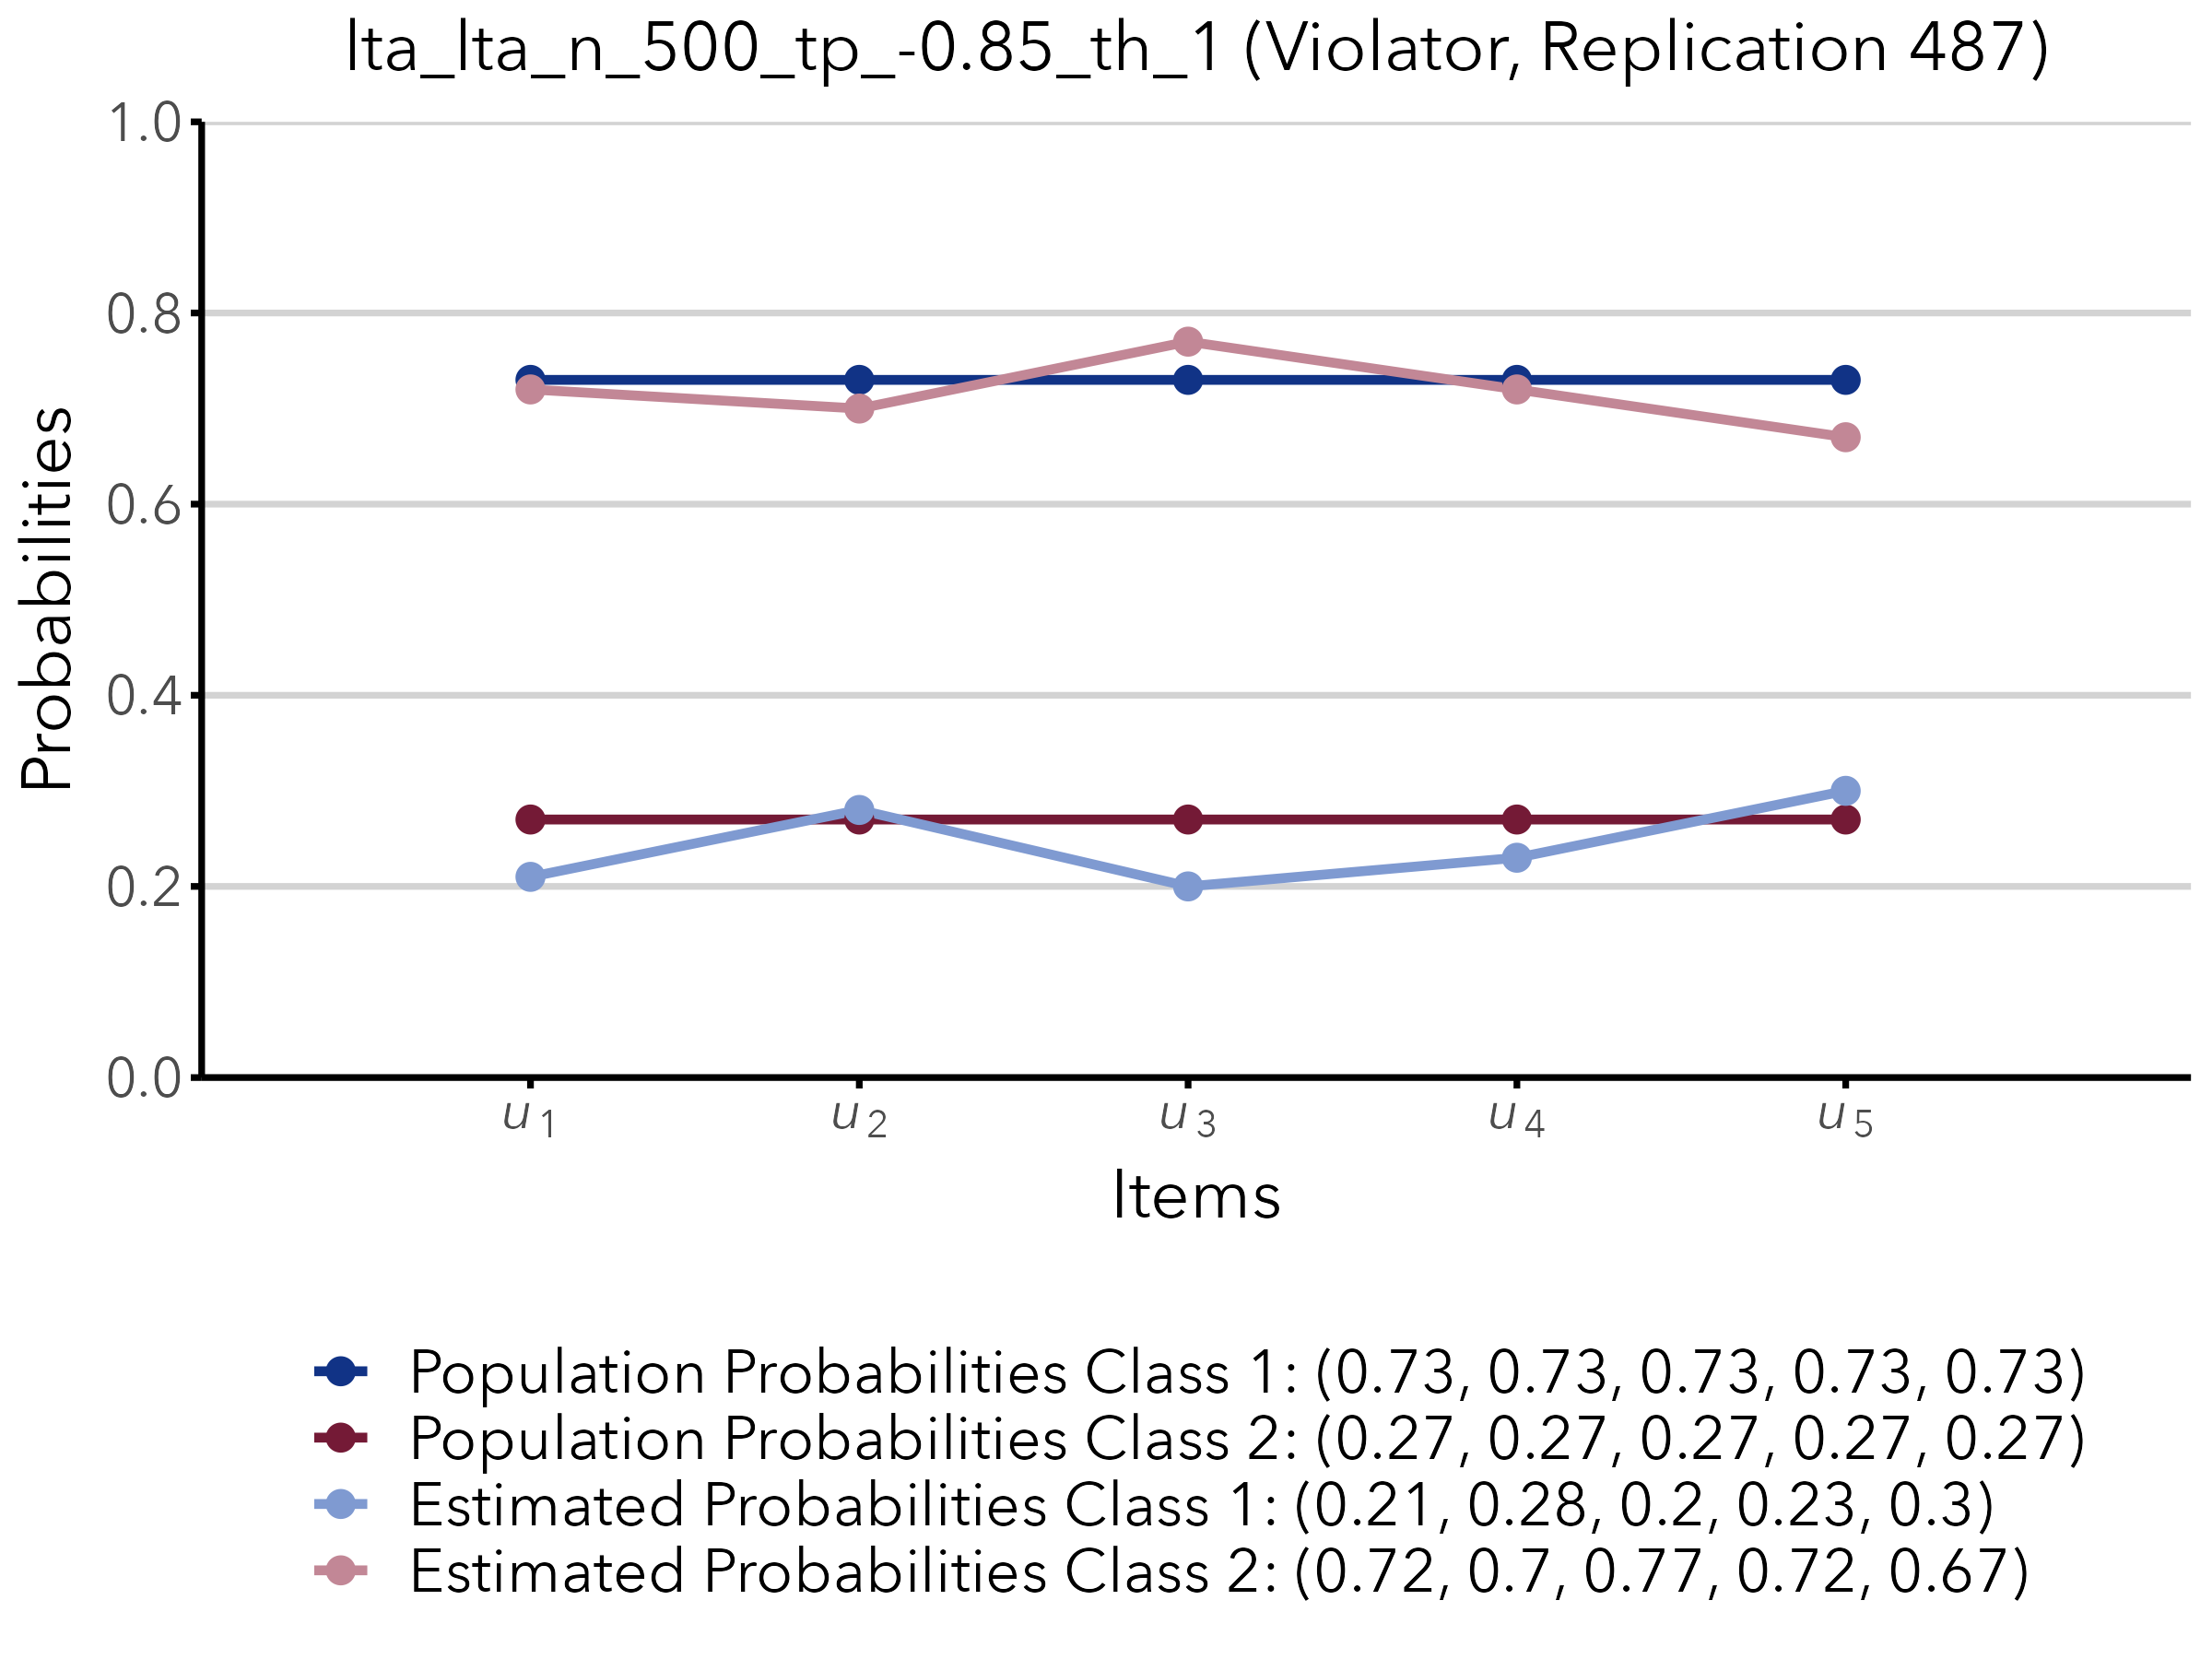 lta_lta_n_500_tp_-0.85_th_1 (Violator, Replication 487)
1.0
0.8
0.6
0.4
0.2
0.0
Probabilities
u1 u2 u3 u4 u5
Items
Population Probabilities Class 1: (0.73, 0.73, 0.73, 0.73, 0.73)
Population Probabilities Class 2: (0.27, 0.27, 0.27, 0.27, 0.27)
Estimated Probabilities Class 1: (0.21, 0.28, 0.2, 0.23, 0.3)
Estimated Probabilities Class 2: (0.72, 0.7, 0.77, 0.72, 0.67)